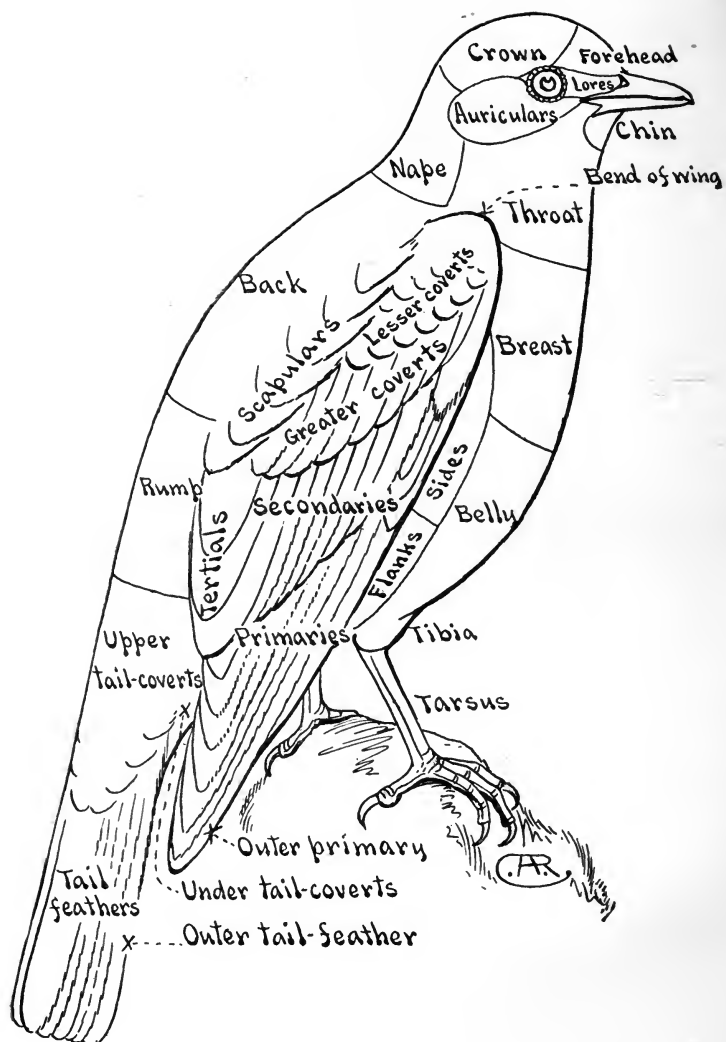 Crown
Forehead
Lores
Auriculars
Chin
Nape
Bend of wing
Throat
Back
Lesser coverts
Scapulars
Breast
Greater coverts
Sides
Rump
Secondaries
Belly
Tertials
Flanks
Primaries
Tibia
Upper
tail-coverts
Tarsus
Outer primary
Tail
feathers
Under tail-coverts
Outer tail-feather